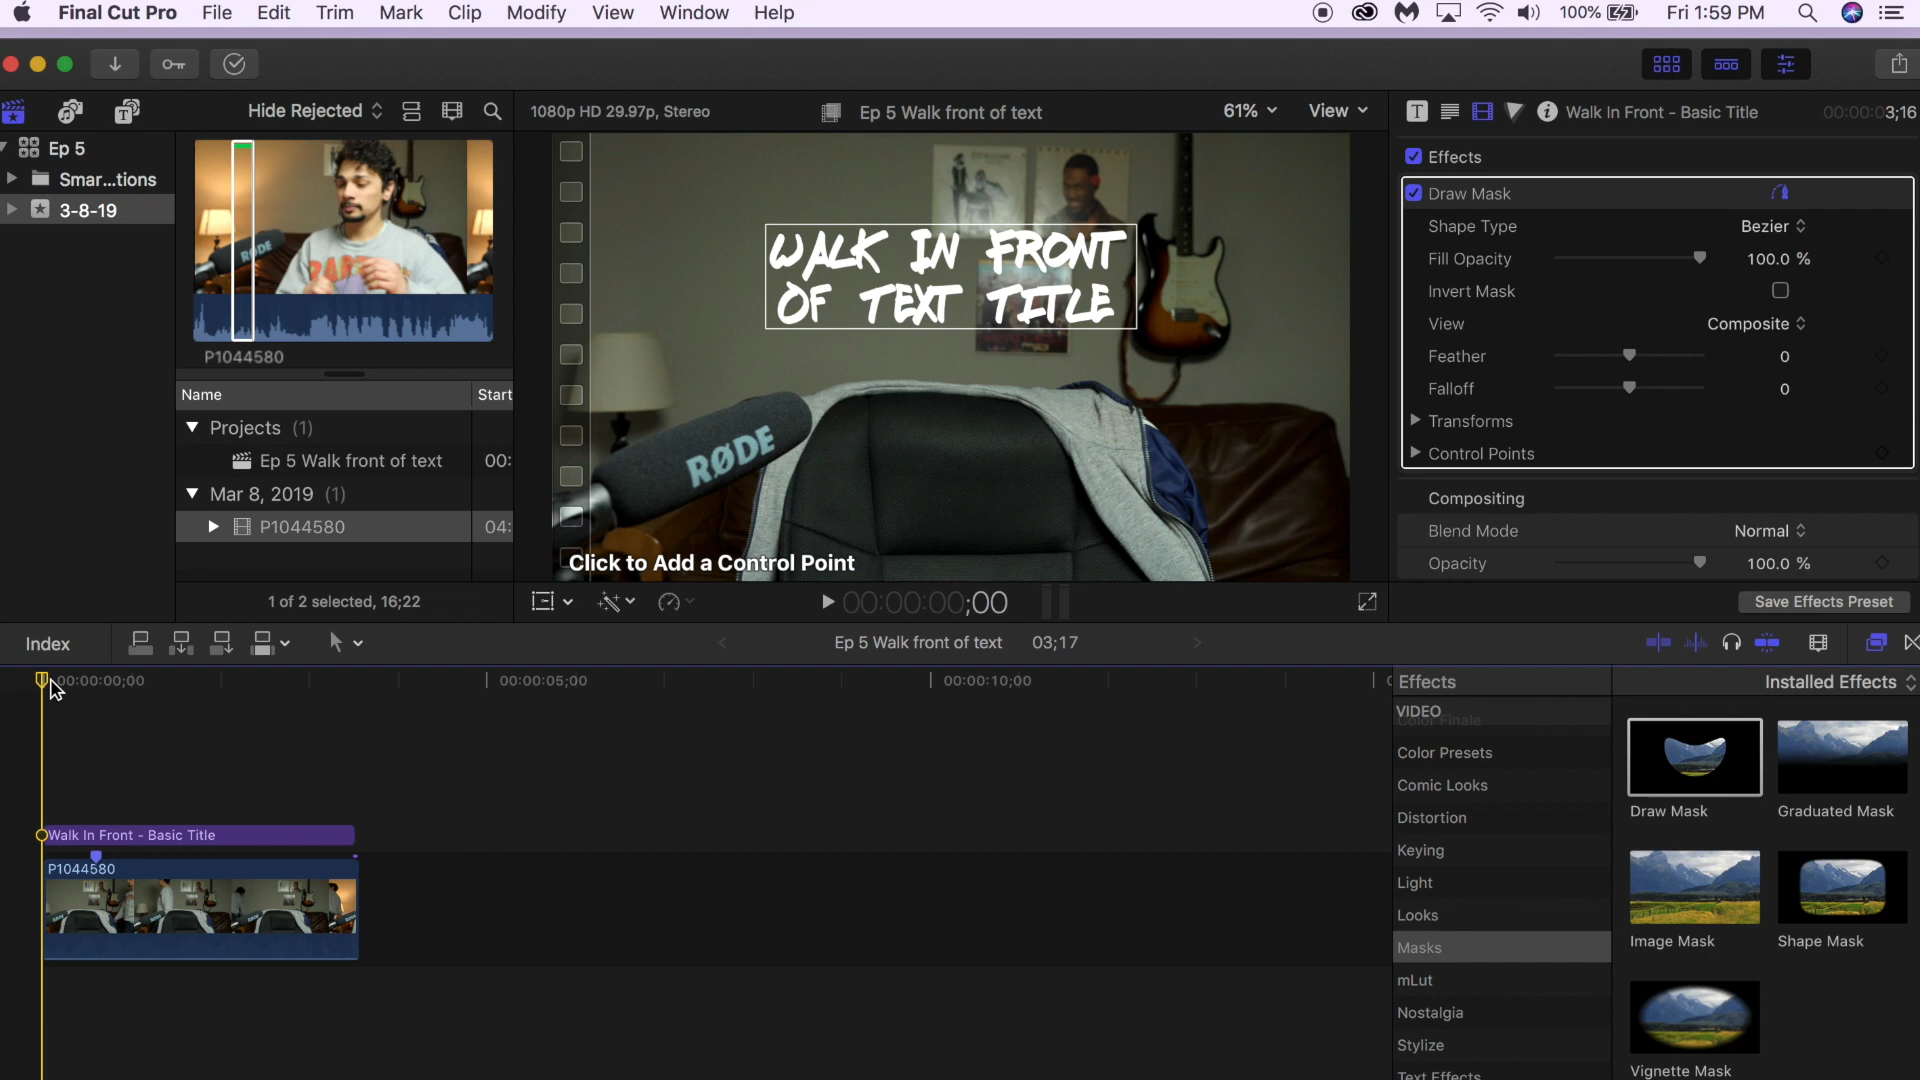 Final Cut Pro File Edit Trim Mark Clip Modify View Window Help 100% Fri 1:59 PM
Hide Rejected
1080p HD 29.97p, Stereo
Ep 5 Walk front of text
61% View
Walk In Front - Basic Title
3;16
Ep 5
Smar...tions
3-8-19
P1044580
Name Start
Projects (1)
Ep 5 Walk front of text 00:
Mar 8, 2019 (1)
P1044580 04:
1 of 2 selected, 16;22
WALK IN FRONT
OF TEXT TITLE
RØDE
Click to Add a Control Point
00:00:00;00
Effects
Draw Mask
Shape Type Bezier
Fill Opacity 100.0 %
Invert Mask
View Composite
Feather 0
Falloff 0
Transforms
Control Points
Compositing
Blend Mode Normal
Opacity 100.0 %
Save Effects Preset
Index
Ep 5 Walk front of text 03;17
00:00:00;00 00:00:05;00 00:00:10;00
Walk In Front - Basic Title
P1044580
Effects Installed Effects
VIDEO
Color Finale
Color Presets
Comic Looks
Distortion
Keying
Light
Looks
Masks
mLut
Nostalgia
Stylize
Text Effects
Draw Mask
Graduated Mask
Image Mask
Shape Mask
Vignette Mask